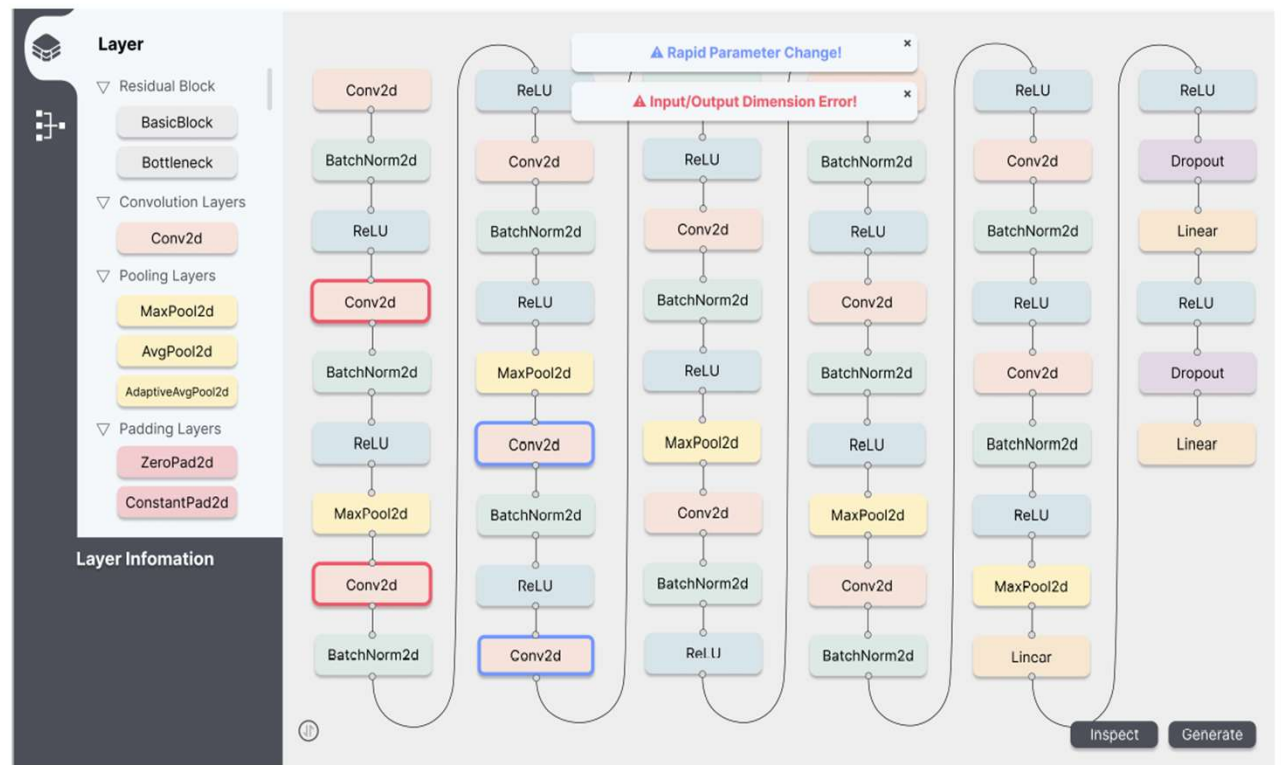 Layer
Residual Block
BasicBlock
Bottleneck
Convolution Layers
Conv2d
Pooling Layers
MaxPool2d
AvgPool2d
AdaptiveAvgPool2d
Padding Layers
ZeroPad2d
ConstantPad2d
Layer Infomation
Rapid Parameter Change!
×
Input/Output Dimension Error!
×
Conv2d
BatchNorm2d
ReLU
Conv2d
BatchNorm2d
ReLU
MaxPool2d
Conv2d
BatchNorm2d
ReLU
Conv2d
BatchNorm2d
ReLU
MaxPool2d
Conv2d
BatchNorm2d
ReLU
Conv2d
ReLU
Conv2d
BatchNorm2d
ReLU
MaxPool2d
Conv2d
BatchNorm2d
ReLU
BatchNorm2d
ReLU
Conv2d
BatchNorm2d
ReLU
MaxPool2d
Conv2d
BatchNorm2d
ReLU
Conv2d
BatchNorm2d
ReLU
Conv2d
BatchNorm2d
ReLU
MaxPool2d
Linear
ReLU
Dropout
Linear
ReLU
Dropout
Linear
Inspect
Generate